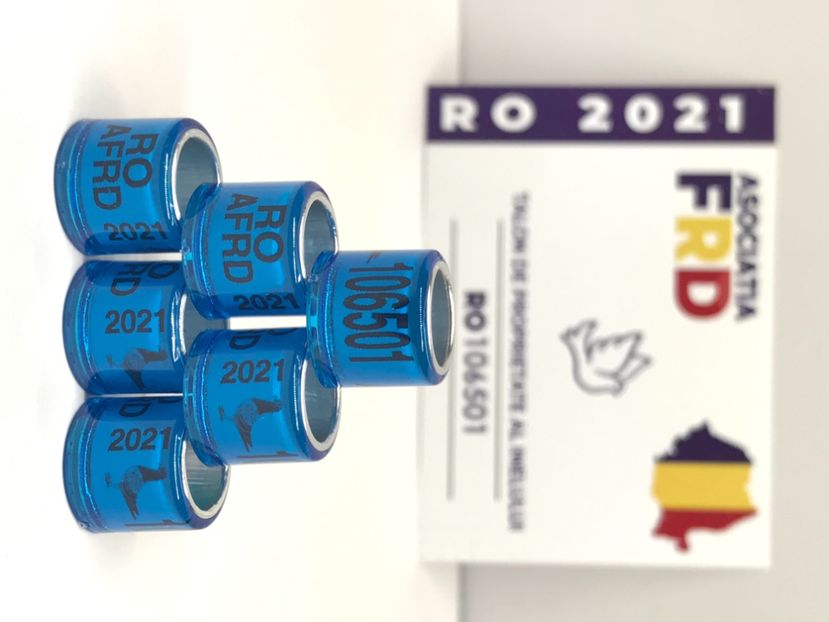 RO 2021
ASOCIATIA
FRD
TALON DE PROPRIETATE AL INELULUI
RO106501
106501
RO
AFRD
2021
RO
AFRD
2021
2021
2021
RO
2021